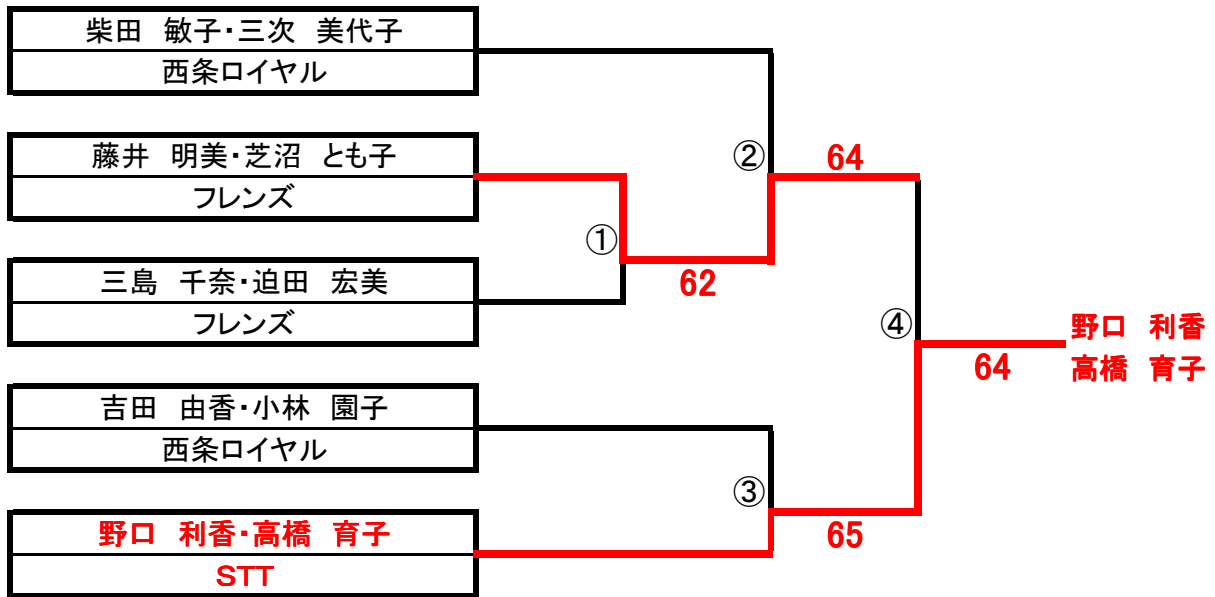 柴田　敏子・三次　美代子
西条ロイヤル
藤井　明美・芝沼　とも子
フレンズ
三島　千奈・迫田　宏美
フレンズ
吉田　由香・小林　園子
西条ロイヤル
野口　利香・高橋　育子
STT
①
62
②
64
③
65
④
64
野口　利香
高橋　育子